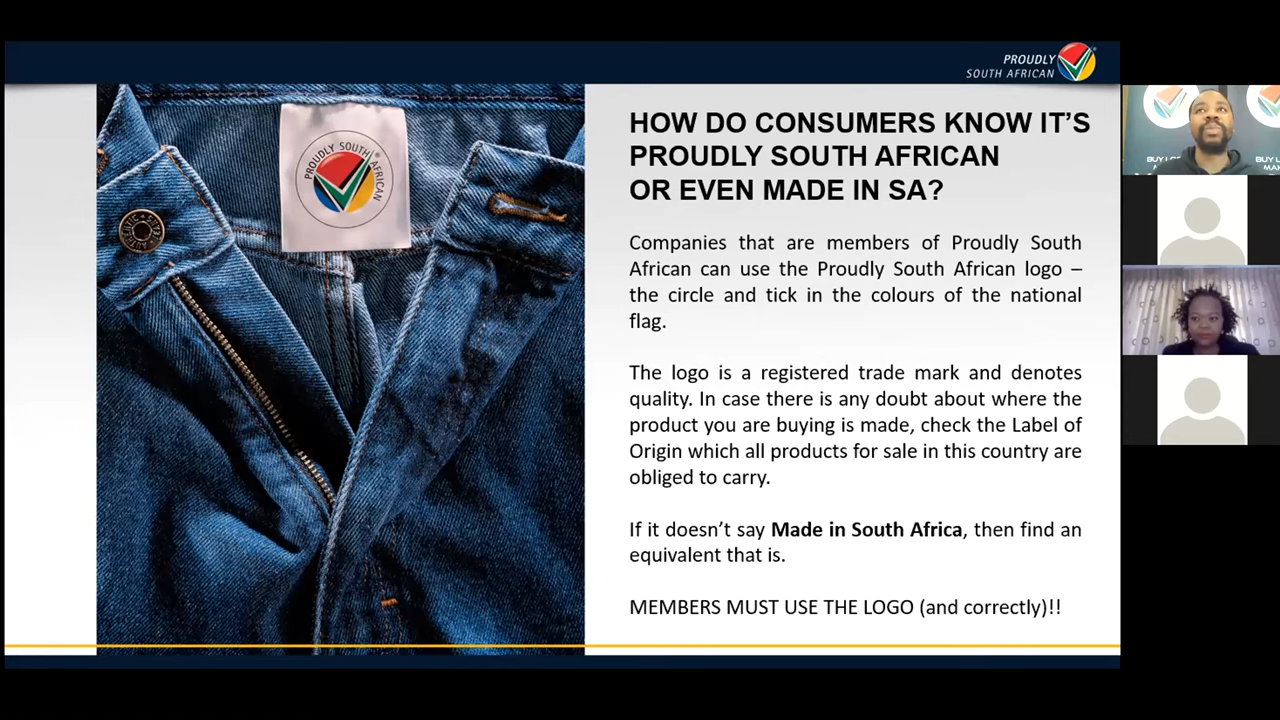 PROUDLY
SOUTH AFRICAN
HOW DO CONSUMERS KNOW IT'S
PROUDLY SOUTH AFRICAN
OR EVEN MADE IN SA?
PROUDLY SOUTH AFRICAN
AUTHENTIC
Companies that are members of Proudly South
African can use the Proudly South African logo –
the circle and tick in the colours of the national
flag.
The logo is a registered trade mark and denotes
quality. In case there is any doubt about where the
product you are buying is made, check the Label of
Origin which all products for sale in this country are
obliged to carry.
If it doesn't say Made in South Africa, then find an
equivalent that is.
MEMBERS MUST USE THE LOGO (and correctly)!!